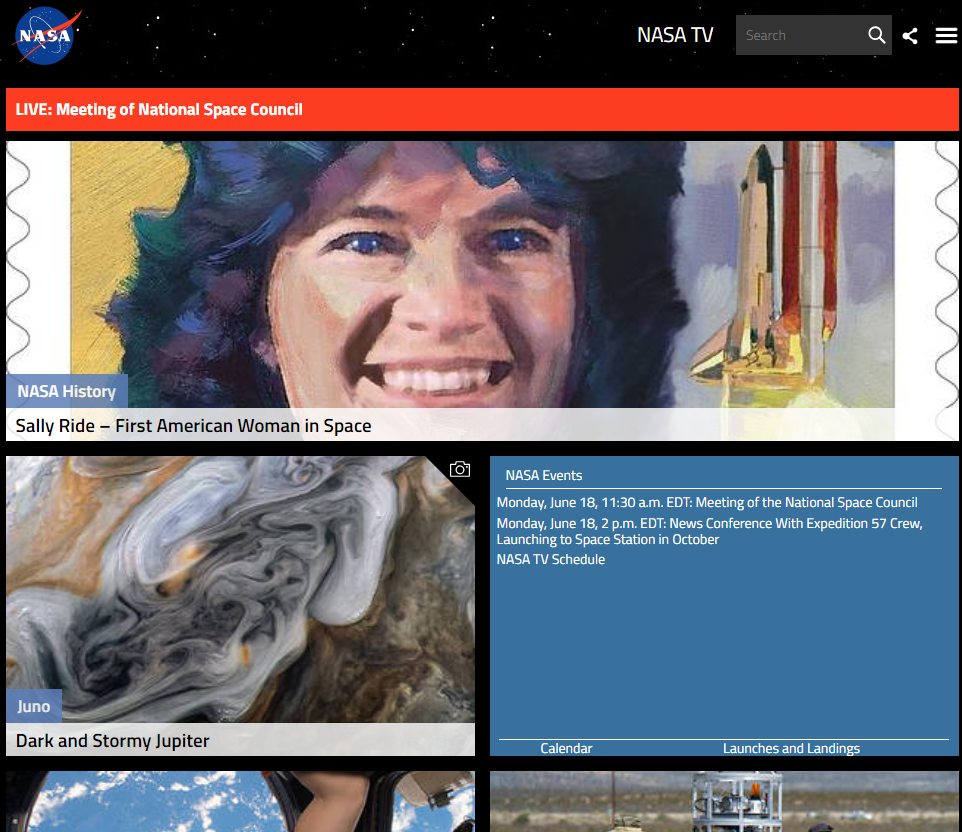 NASA
NASA TV
Search
LIVE: Meeting of National Space Council
NASA History
Sally Ride – First American Woman in Space
Juno
Dark and Stormy Jupiter
NASA Events
Monday, June 18, 11:30 a.m. EDT: Meeting of the National Space Council
Monday, June 18, 2 p.m. EDT: News Conference With Expedition 57 Crew,
Launching to Space Station in October
NASA TV Schedule
Calendar
Launches and Landings